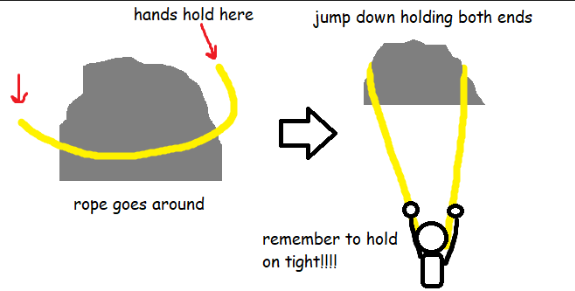 hands hold here
jump down holding both ends
rope goes around
remember to hold
on tight!!!!